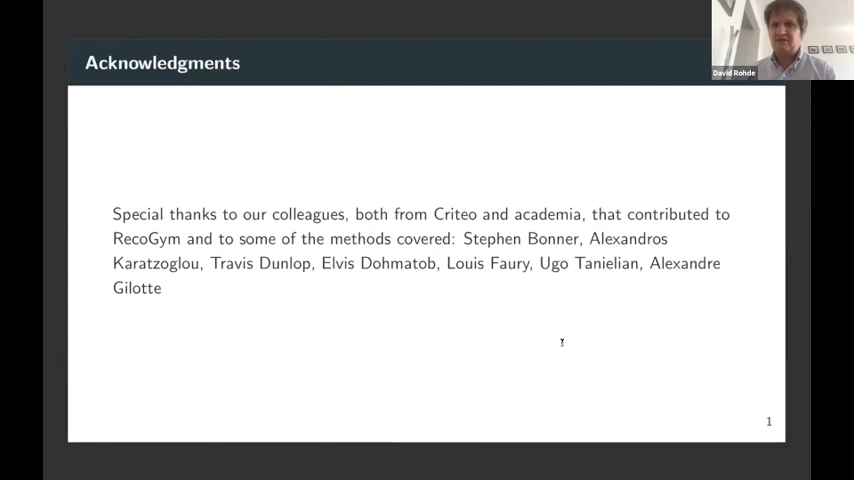 Acknowledgments
David Rohde
Special thanks to our colleagues, both from Criteo and academia, that contributed to
RecoGym and to some of the methods covered: Stephen Bonner, Alexandros
Karatzoglou, Travis Dunlop, Elvis Dohmatob, Louis Faury, Ugo Tanielian, Alexandre
Gilotte
1